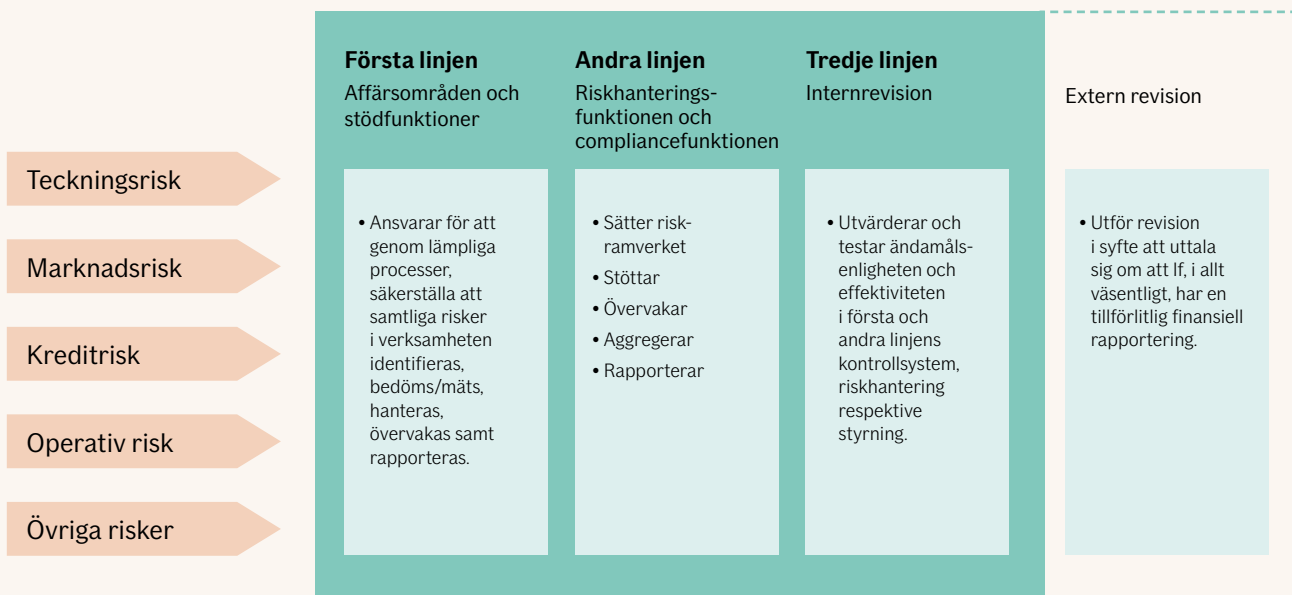 Teckningsrisk
Marknadsrisk
Kreditrisk
Operativ risk
Övriga risker
Första linjen
Affärsområden och
stödfunktioner
• Ansvarar för att
genom lämpliga
processer,
säkerställa att
samtliga risker
i verksamheten
identifieras,
bedöms/mäts,
hanteras,
övervakas samt
rapporteras.
Andra linjen
Riskhanterings-
funktionen och
compliancefunktionen
• Sätter risk-
ramverket
• Stöttar
• Övervakar
• Aggregerar
• Rapporterar
Tredje linjen
Internrevision
• Utvärderar och
testar ändamåls-
enligheten och
effektiviteten
i första och
andra linjens
kontrollsystem,
riskhantering
respektive
styrning.
Extern revision
• Utför revision
i syfte att uttala
sig om att lf, i allt
väsentligt, har en
tillförlitlig finansiell
rapportering.